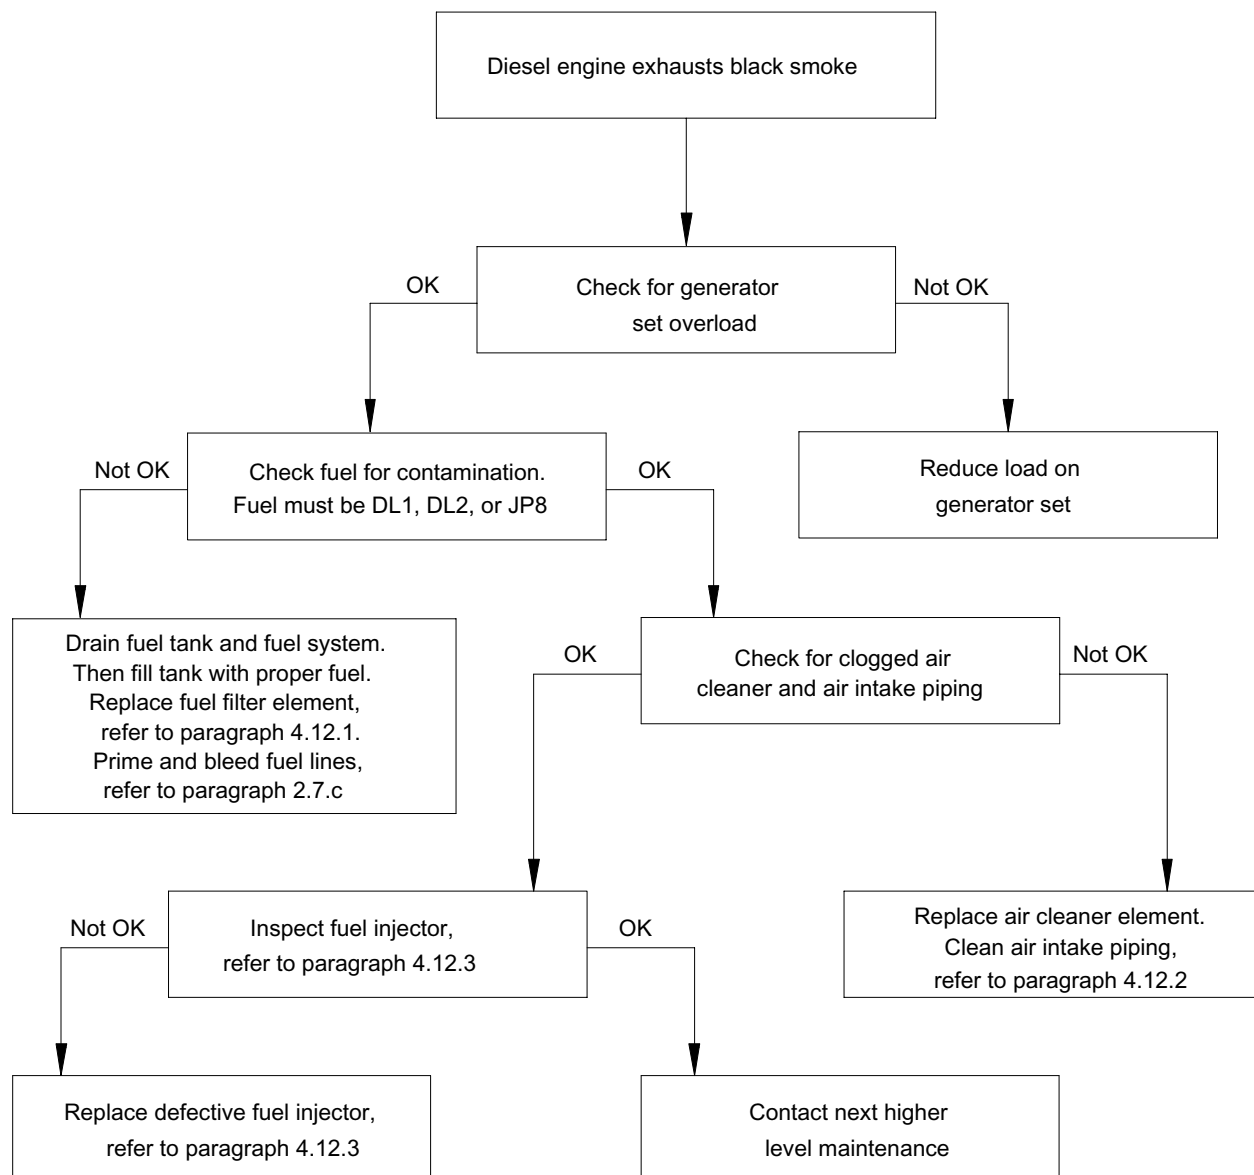 Diesel engine exhausts black smoke
OK
Check for generator
set overload
Not OK
Not OK
Check fuel for contamination.
Fuel must be DL1, DL2, or JP8
OK
Reduce load on
generator set
Drain fuel tank and fuel system.
Then fill tank with proper fuel.
Replace fuel filter element,
refer to paragraph 4.12.1.
Prime and bleed fuel lines,
refer to paragraph 2.7.c
OK
Check for clogged air
cleaner and air intake piping
Not OK
Not OK
Inspect fuel injector,
refer to paragraph 4.12.3
OK
Replace air cleaner element.
Clean air intake piping,
refer to paragraph 4.12.2
Replace defective fuel injector,
refer to paragraph 4.12.3
Contact next higher
level maintenance